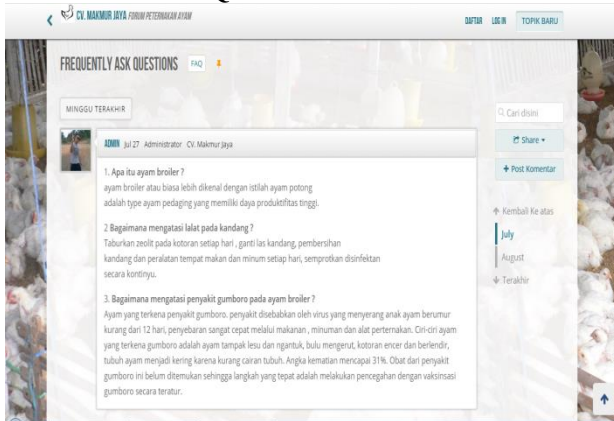 CV. MAKMUR JAYA FORUM PETERNAKAN AYAM
DAFTAR LOG IN TOPIK BARU
FREQUENTLY ASK QUESTIONS FAQ
MINGGU TERAKHIR
Cari disini
Share
Post Komentar
Kembali Ke atas
July
August
Terakhir
ADMIN Jul 27 Administrator CV. Makmur Jaya
1. Apa itu ayam broiler ?
ayam broiler atau biasa lebih dikenal dengan istilah ayam potong
adalah type ayam pedaging yang memiliki daya produktifitas tinggi.
2 Bagaimana mengatasi lalat pada kandang ?
Taburkan zeolit pada kotoran setiap hari , ganti las kandang, pembersihan
kandang dan peralatan tempat makan dan minum setiap hari, semprotkan disinfektan
secara kontinyu.
3. Bagaimana mengatasi penyakit gumboro pada ayam broiler ?
Ayam yang terkena penyakit gumboro. penyakit disebabkan oleh virus yang menyerang anak ayam berumur
kurang dari 12 hari, penyebaran sangat cepat melalui makanan , minuman dan alat perternakan. Ciri-ciri ayam
yang terkena gumboro adalah ayam tampak lesu dan ngantuk, bulu mengerut, kotoran encer dan berlendir,
tubuh ayam menjadi kering karena kurang cairan tubuh. Angka kematian mencapai 31%. Obat dari penyakit
gumboro ini belum ditemukan sehingga langkah yang tepat adalah melakukan pencegahan dengan vaksinsasi
gumboro secara teratur.